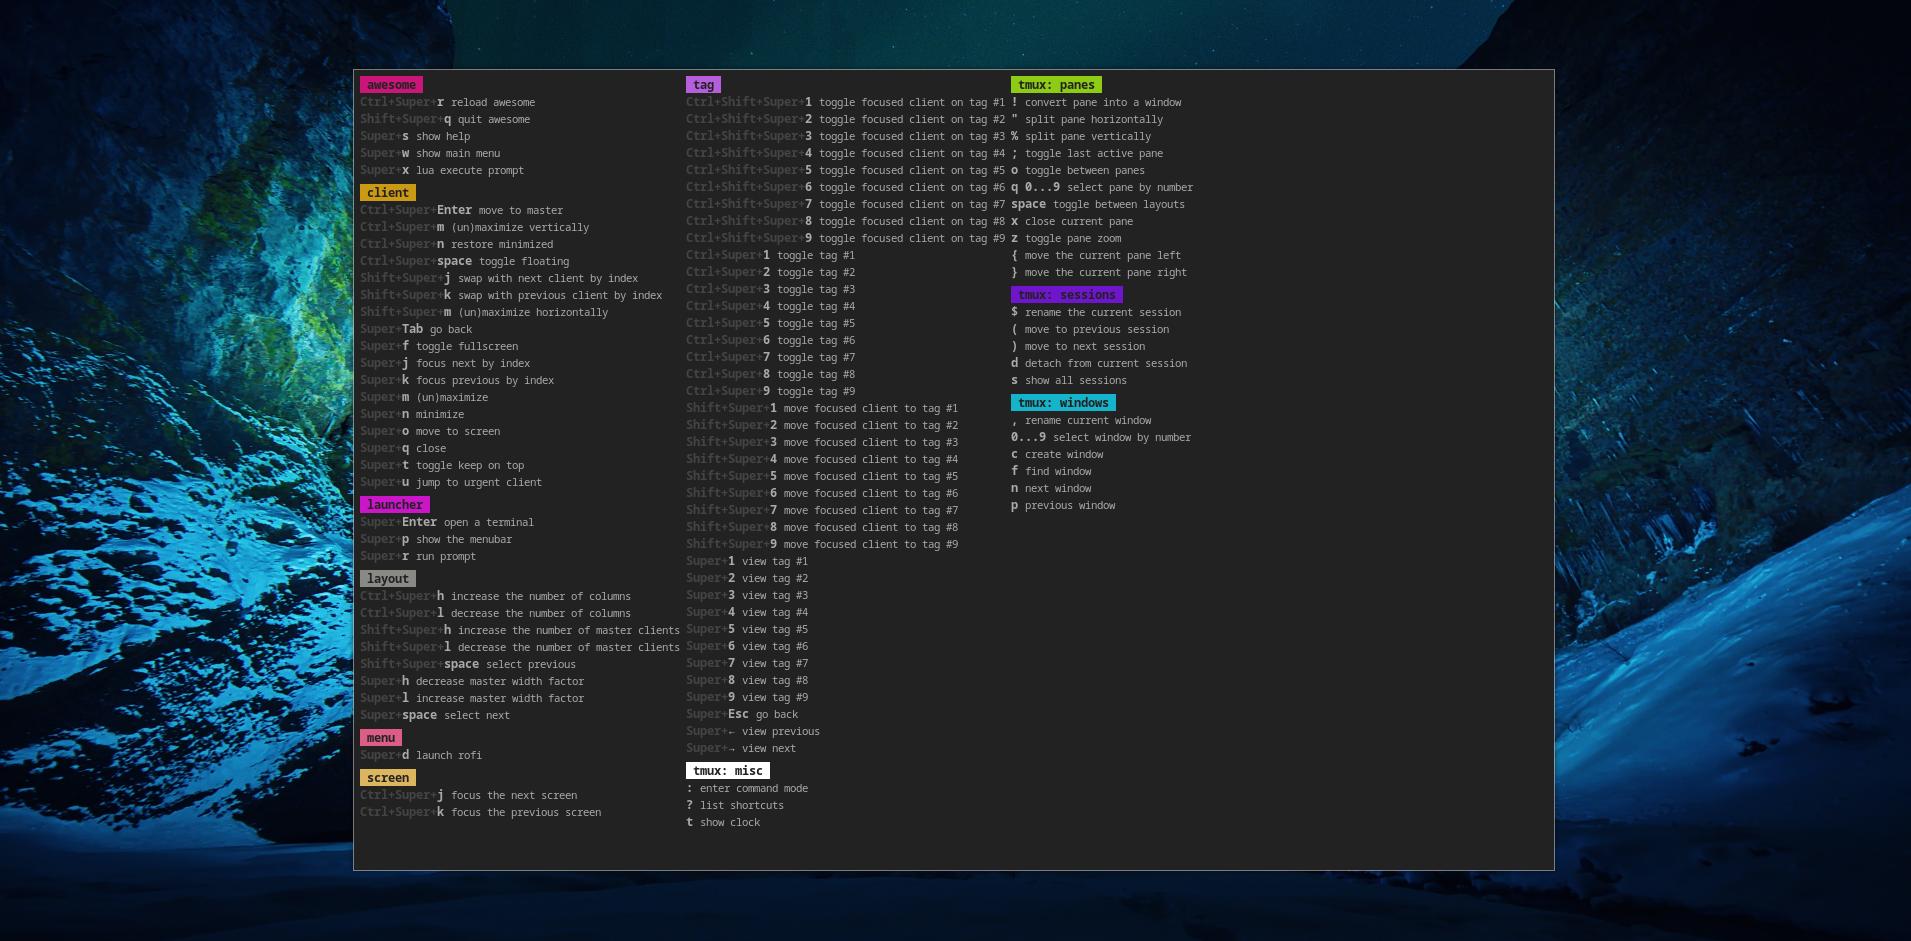 awesome
Ctrl+Super+r reload awesome
Shift+Super+q quit awesome
Super+s show help
Super+w show main menu
Super+x lua execute prompt
client
Ctrl+Super+Enter move to master
Ctrl+Super+m (un)maximize vertically
Ctrl+Super+n restore minimized
Ctrl+Super+space toggle floating
Shift+Super+j swap with next client by index
Shift+Super+k swap with previous client by index
Shift+Super+m (un)maximize horizontally
Super+Tab go back
Super+f toggle fullscreen
Super+j focus next by index
Super+k focus previous by index
Super+m (un)maximize
Super+n minimize
Super+o move to screen
Super+q close
Super+t toggle keep on top
Super+u jump to urgent client
launcher
Super+Enter open a terminal
Super+p show the menubar
Super+r run prompt
layout
Ctrl+Super+h increase the number of columns
Ctrl+Super+l decrease the number of columns
Shift+Super+h increase the number of master clients
Shift+Super+l decrease the number of master clients
Shift+Super+space select previous
Super+h decrease master width factor
Super+l increase master width factor
Super+space select next
menu
Super+d launch rofi
screen
Ctrl+Super+j focus the next screen
Ctrl+Super+k focus the previous screen
tag
Ctrl+Shift+Super+1 toggle focused client on tag #1
Ctrl+Shift+Super+2 toggle focused client on tag #2
Ctrl+Shift+Super+3 toggle focused client on tag #3
Ctrl+Shift+Super+4 toggle focused client on tag #4
Ctrl+Shift+Super+5 toggle focused client on tag #5
Ctrl+Shift+Super+6 toggle focused client on tag #6
Ctrl+Shift+Super+7 toggle focused client on tag #7
Ctrl+Shift+Super+8 toggle focused client on tag #8
Ctrl+Shift+Super+9 toggle focused client on tag #9
Ctrl+Super+1 toggle tag #1
Ctrl+Super+2 toggle tag #2
Ctrl+Super+3 toggle tag #3
Ctrl+Super+4 toggle tag #4
Ctrl+Super+5 toggle tag #5
Ctrl+Super+6 toggle tag #6
Ctrl+Super+7 toggle tag #7
Ctrl+Super+8 toggle tag #8
Ctrl+Super+9 toggle tag #9
Shift+Super+1 move focused client to tag #1
Shift+Super+2 move focused client to tag #2
Shift+Super+3 move focused client to tag #3
Shift+Super+4 move focused client to tag #4
Shift+Super+5 move focused client to tag #5
Shift+Super+6 move focused client to tag #6
Shift+Super+7 move focused client to tag #7
Shift+Super+8 move focused client to tag #8
Shift+Super+9 move focused client to tag #9
Super+1 view tag #1
Super+2 view tag #2
Super+3 view tag #3
Super+4 view tag #4
Super+5 view tag #5
Super+6 view tag #6
Super+7 view tag #7
Super+8 view tag #8
Super+9 view tag #9
Super+Esc go back
Super+← view previous
Super+→ view next
tmux: misc
: enter command mode
? list shortcuts
t show clock
tmux: panes
! convert pane into a window
" split pane horizontally
% split pane vertically
; toggle last active pane
o toggle between panes
q 0...9 select pane by number
space toggle between layouts
x close current pane
z toggle pane zoom
{ move the current pane left
} move the current pane right
tmux: sessions
$ rename the current session
( move to previous session
) move to next session
d detach from current session
s show all sessions
tmux: windows
, rename current window
0...9 select window by number
c create window
f find window
n next window
p previous window